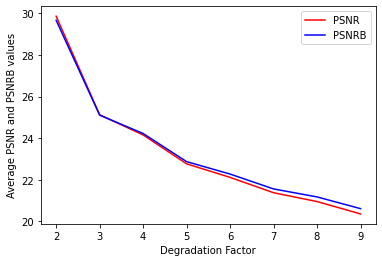 30
28
26
24
22
20
Average PSNR and PSNRB values
PSNR
PSNRB
2 3 4 5 6 7 8 9
Degradation Factor